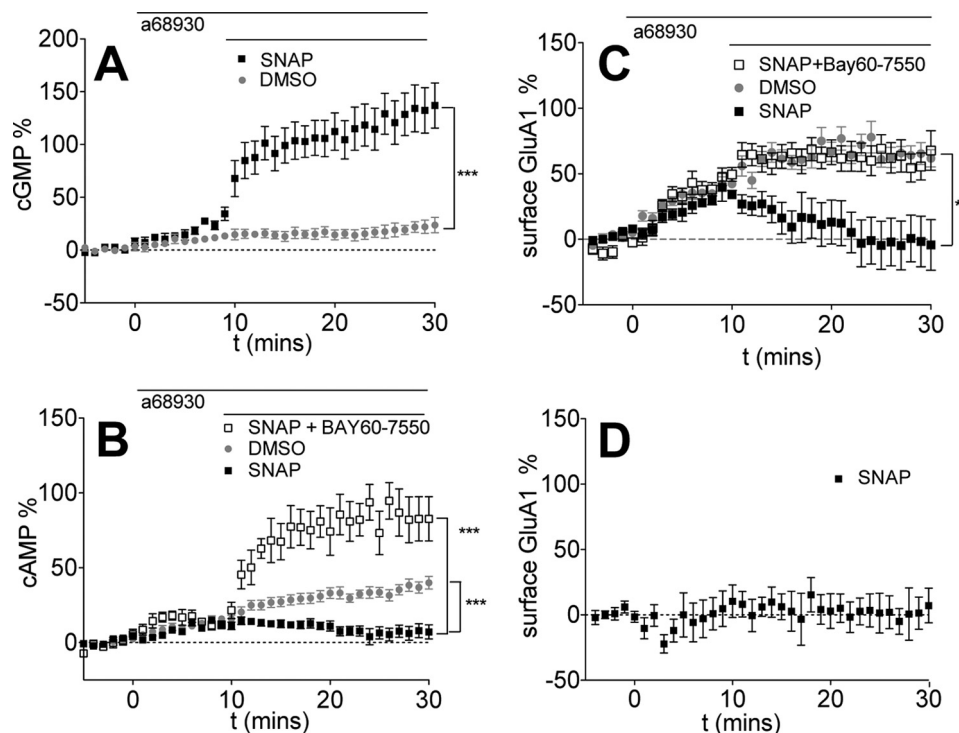 a68930
200
150
100
50
0
-50
A
SNAP
DMSO
cGMP %
***
0
10
20
30
t (mins)
a68930
150
100
50
0
-50
C
SNAP+Bay60-7550
DMSO
SNAP
surface GluA1 %
*
0
10
20
30
t (mins)
a68930
150
100
50
0
B
SNAP + BAY60-7550
DMSO
SNAP
cAMP %
***
***
0
10
20
30
t (mins)
150
100
50
0
-50
D
SNAP
surface GluA1 %
0
10
20
30
t (mins)